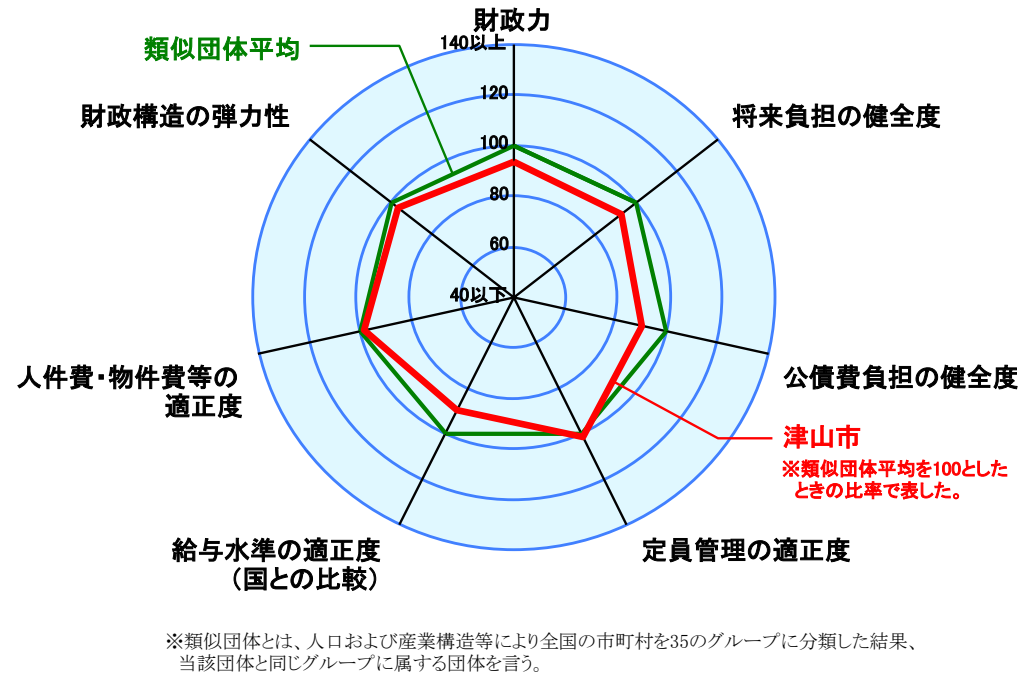 財政力
140以上
類似団体平均
120
財政構造の弾力性
将来負担の健全度
100
80
60
40以下
人件費・物件費等の
適正度
公債費負担の健全度
津山市
※類似団体平均を100とした
ときの比率で表した。
給与水準の適正度
（国との比較）
定員管理の適正度
※類似団体とは、人口および産業構造等により全国の市町村を35のグループに分類した結果、
当該団体と同じグループに属する団体を言う。